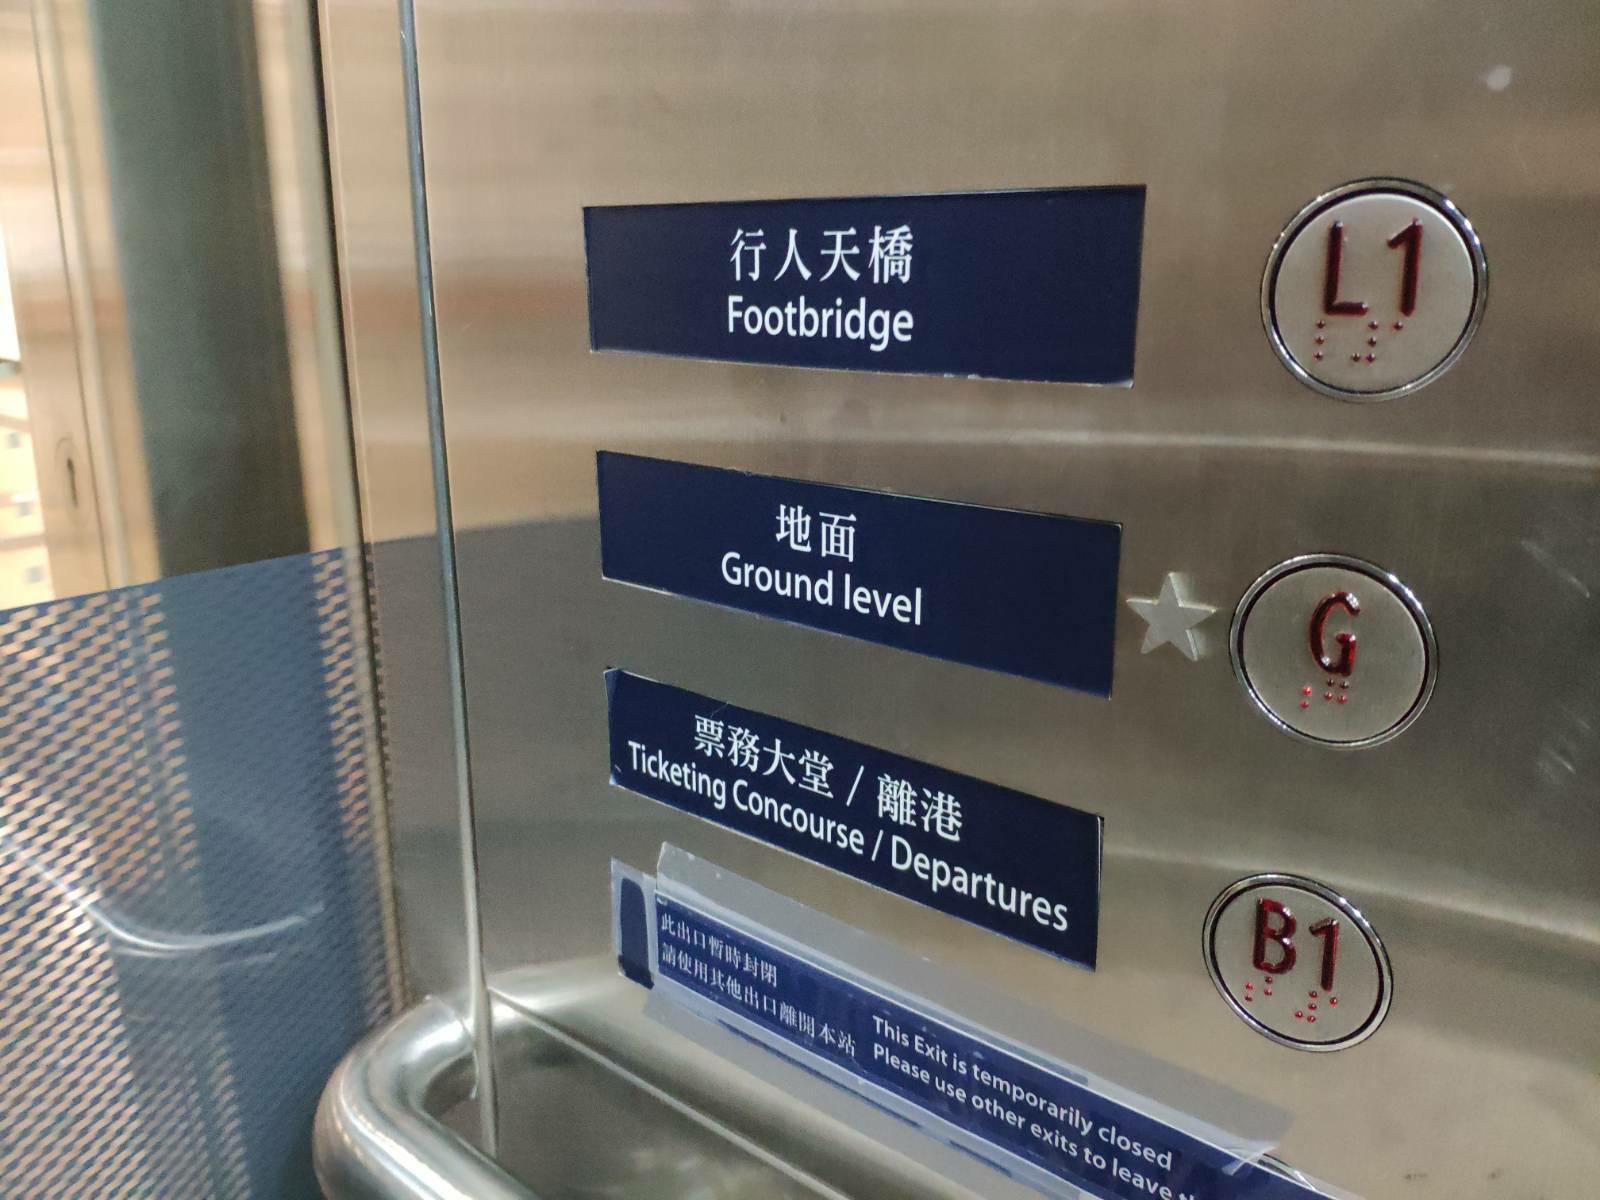 行人天橋
Footbridge
L1
地面
Ground level
G
票務大堂 / 離港
Ticketing Concourse / Departures
B1
此出口暫時封閉
請使用其他出口離開本站
This Exit is temporarily closed
Please use other exits to leave